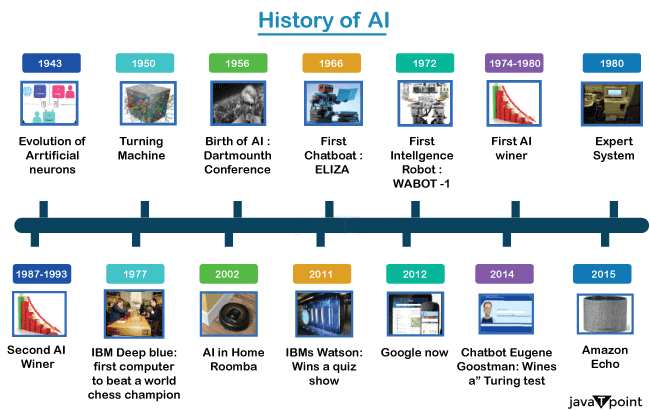 History of AI
1943
1950
1956
1966
1972
1974-1980
1980
Evolution of
Arrtificial
neurons
Turning
Machine
Birth of AI :
Dartmounth
Conference
First
Chatboat :
ELIZA
First
Intellgence
Robot :
WABOT -1
First AI
winer
Expert
System
1987-1993
1977
2002
2011
2012
2014
2015
Second AI
Winer
IBM Deep blue:
first computer
to beat a world
chess champion
AI in Home
Roomba
IBMs Watson:
Wins a quiz
show
Google now
Chatbot Eugene
Goostman: Wines
a” Turing test
Amazon
Echo
javaTpoint